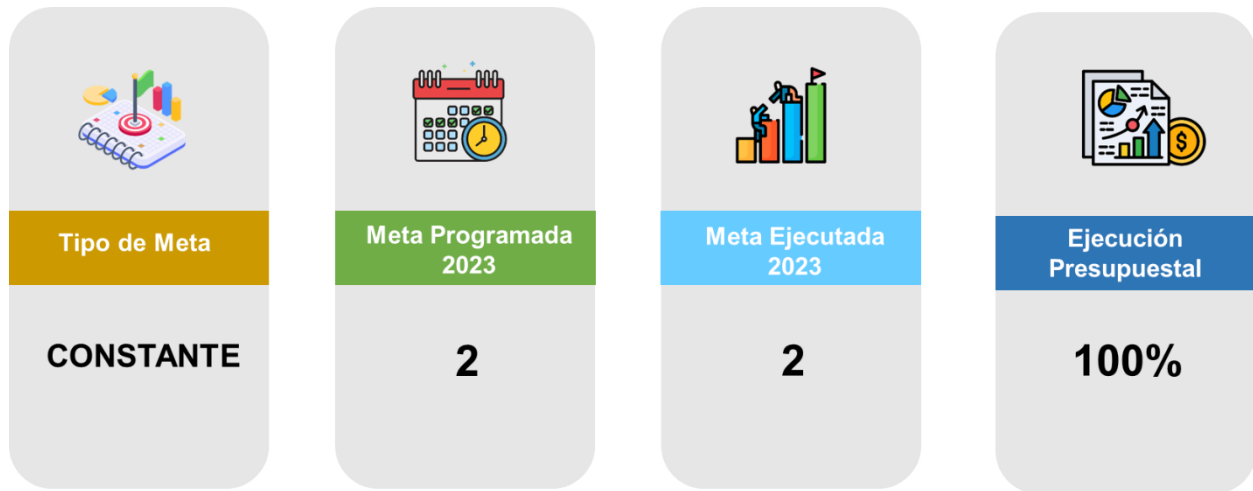 Tipo de Meta
CONSTANTE
Meta Programada
2023
2
Meta Ejecutada
2023
2
Ejecución
Presupuestal
100%